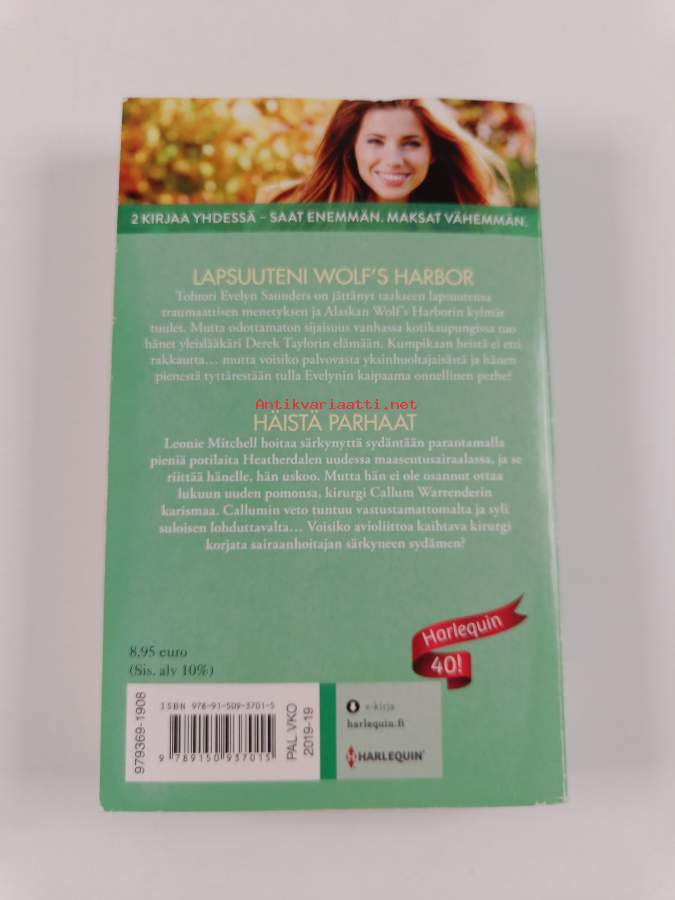 2 KIRJAA YHDESSÄ – SAAT ENEMMÄN. MAKSAT VÄHEMMÄN.
LAPSUUTENI WOLF'S HARBOR
Tohtori Evelyn Saunders on jättänyt taakseen lapsuutensa
traumaattisen menetyksen ja Alaskan Wolf's Harborin kylmät
tuulet. Mutta odottamaton sijaisuus vanhassa kotikaupungissa tuo
hänet yleislääkäri Derek Taylorin elämään. Kumpikaan heistä ei etsi
rakkautta… mutta voisiko palvovasta yksinhuoltajaisästä ja hänen
pienestä tyttärestään tulla Evelynin kaipaama onnellinen perhe?
Antikvariaatti.net
HÄISTÄ PARHAAT
Leonie Mitchell hoitaa särkynyttä sydäntään parantamalla
pieniä potilaita Heatherdalen uudessa maaseutusairaalassa, ja se
riittää hänelle, hän uskoo. Mutta hän ei ole osannut ottaa
lukuun uuden pomonsa, kirurgi Callum Warrenderin
karismaa. Callumin veto tuntuu vastustamattomalta ja syli
suloisen lohduttavalta… Voisiko avioliittoa kaihtava kirurgi
korjata sairaanhoitajan särkyneen sydämen?
Harlequin
40!
8,95 euro
(Sis. alv 10%)
979369-1908
ISBN 978-91-509-3701-5
9 789150 937015
PAL.VKO
2019-19
e-kirja
harlequin.fi
HARLEQUIN